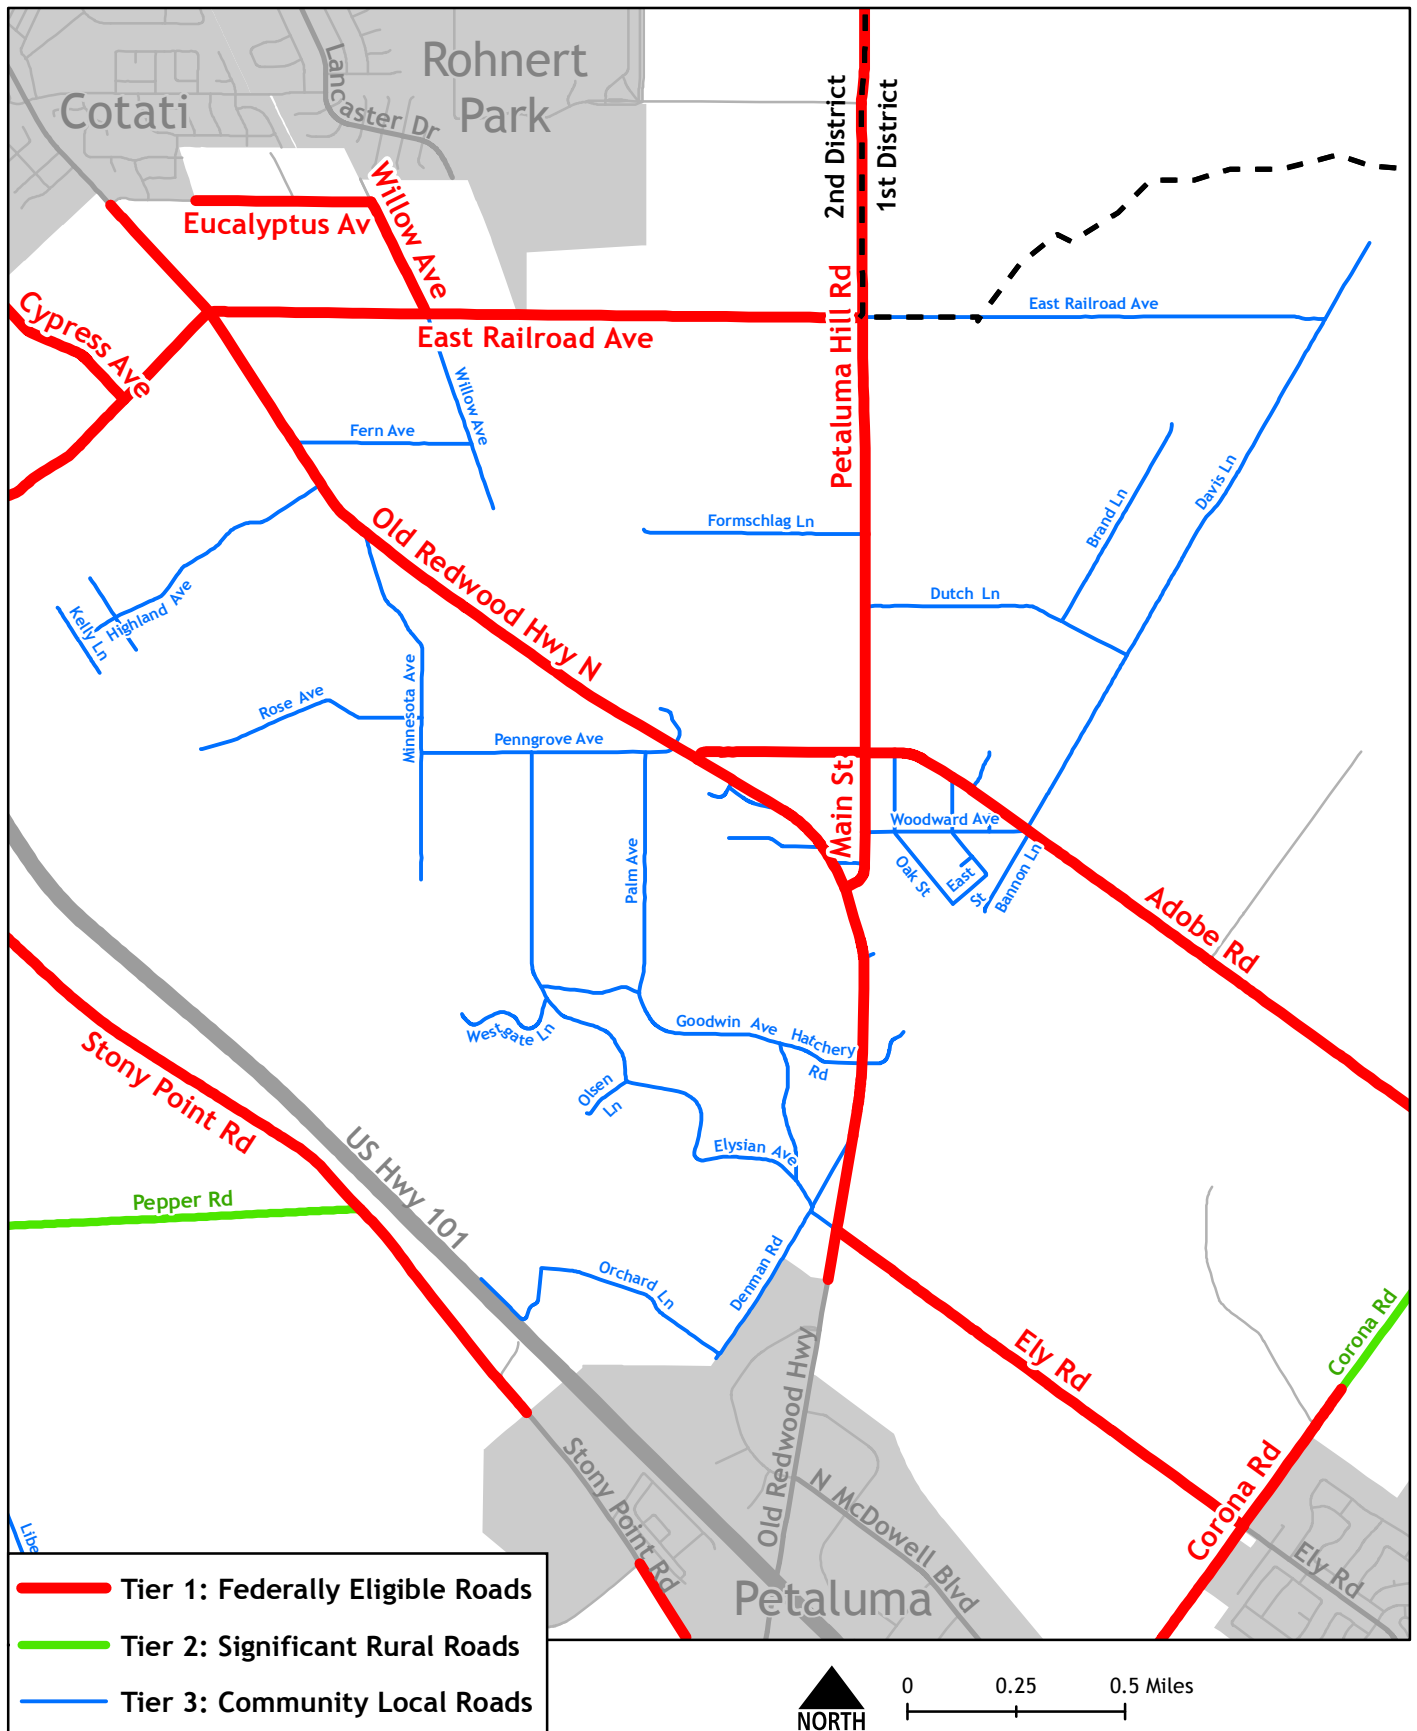 Rohnert
Park
Cotati
Lancaster Dr
2nd District
1st District
Willow Ave
Eucalyptus Av
Cypress Ave
East Railroad Ave
East Railroad Ave
Petaluma Hill Rd
Willow Ave
Fern Ave
Formschlag Ln
Brand Ln
Davis Ln
Old Redwood Hwy N
Dutch Ln
Highland Ave
Kelly Ln
Minnesota Ave
Rose Ave
Penngrove Ave
Main St
Woodward Ave
Palm Ave
Oak St
East
St
Bannon Ln
Adobe Rd
Goodwin Ave
Hatchery
Rd
Westgate Ln
Stony Point Rd
Olsen
Ln
Elysian Ave
US Hwy 101
Pepper Rd
Denman Rd
Orchard Ln
Ely Rd
Corona Rd
Old Redwood Hwy
Stony Point Rd
N McDowell Blvd
Corona Rd
Ely Rd
Petaluma
Libe
Tier 1: Federally Eligible Roads
Tier 2: Significant Rural Roads
Tier 3: Community Local Roads
NORTH
0 0.25 0.5 Miles